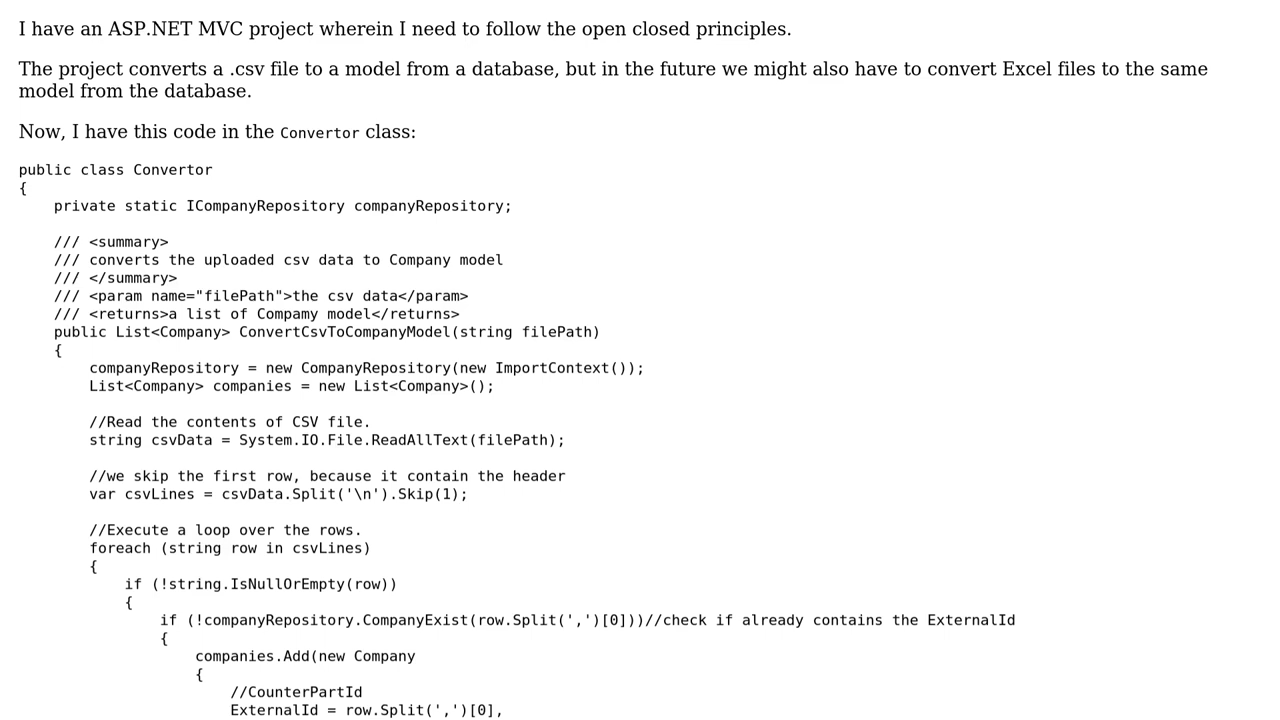 I have an ASP.NET MVC project wherein I need to follow the open closed principles.
The project converts a .csv file to a model from a database, but in the future we might also have to convert Excel files to the same
model from the database.
Now, I have this code in the Convertor class:
public class Convertor
{
    private static ICompanyRepository companyRepository;

    /// <summary>
    /// converts the uploaded csv data to Company model
    /// </summary>
    /// <param name="filePath">the csv data</param>
    /// <returns>a list of Compamy model</returns>
    public List<Company> ConvertCsvToCompanyModel(string filePath)
    {
        companyRepository = new CompanyRepository(new ImportContext());
        List<Company> companies = new List<Company>();

        //Read the contents of CSV file.
        string csvData = System.IO.File.ReadAllText(filePath);

        //we skip the first row, because it contain the header
        var csvLines = csvData.Split('\n').Skip(1);

        //Execute a loop over the rows.
        foreach (string row in csvLines)
        {
            if (!string.IsNullOrEmpty(row))
            {
                if (!companyRepository.CompanyExist(row.Split(',')[0]))//check if already contains the ExternalId
                {
                    companies.Add(new Company
                    {
                        //CounterPartId
                        ExternalId = row.Split(',')[0],